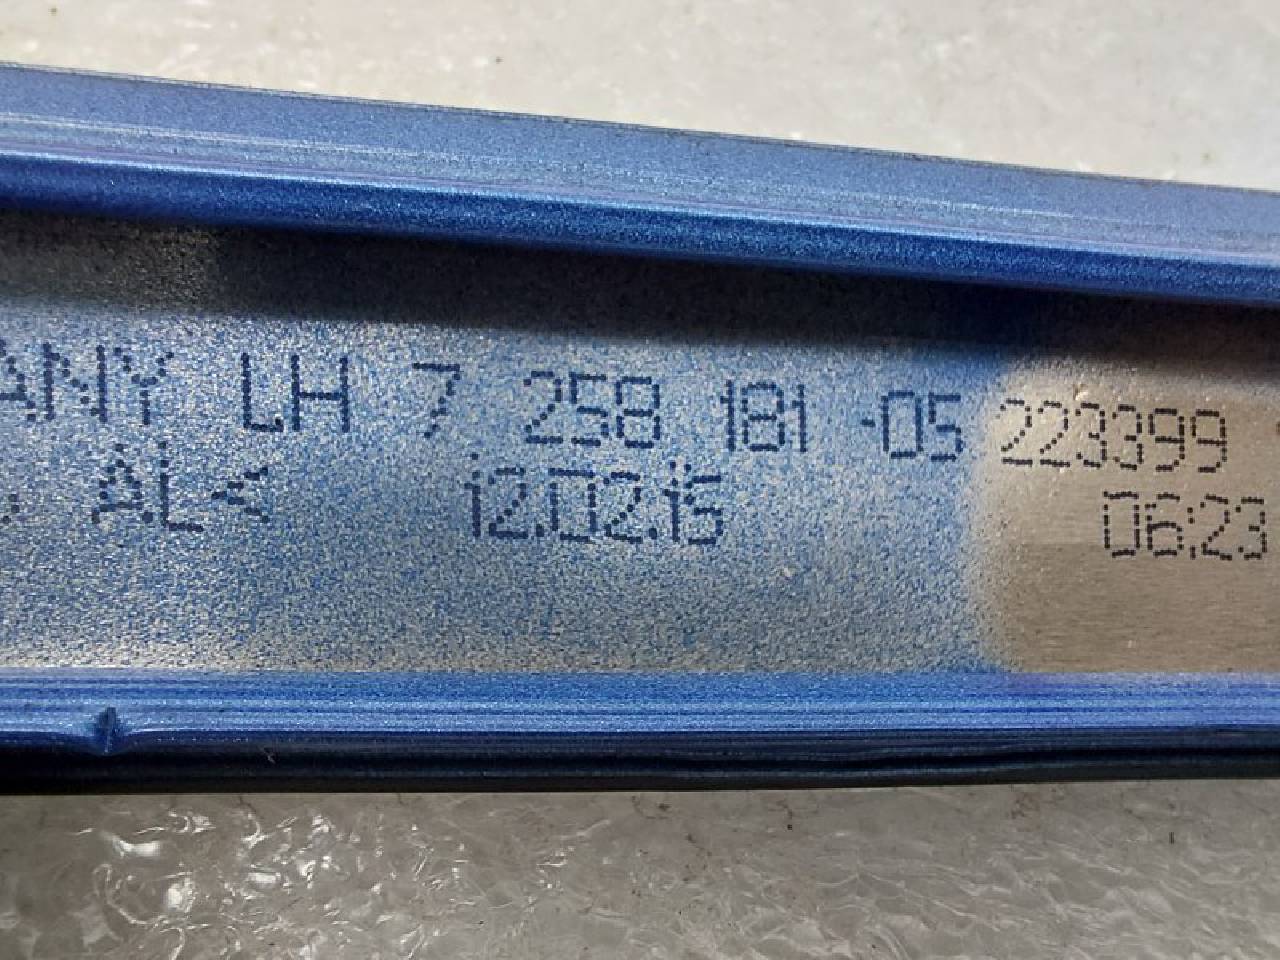 ANY LH 7 258 181 -05 223399
AL< 12.02.15 06:23